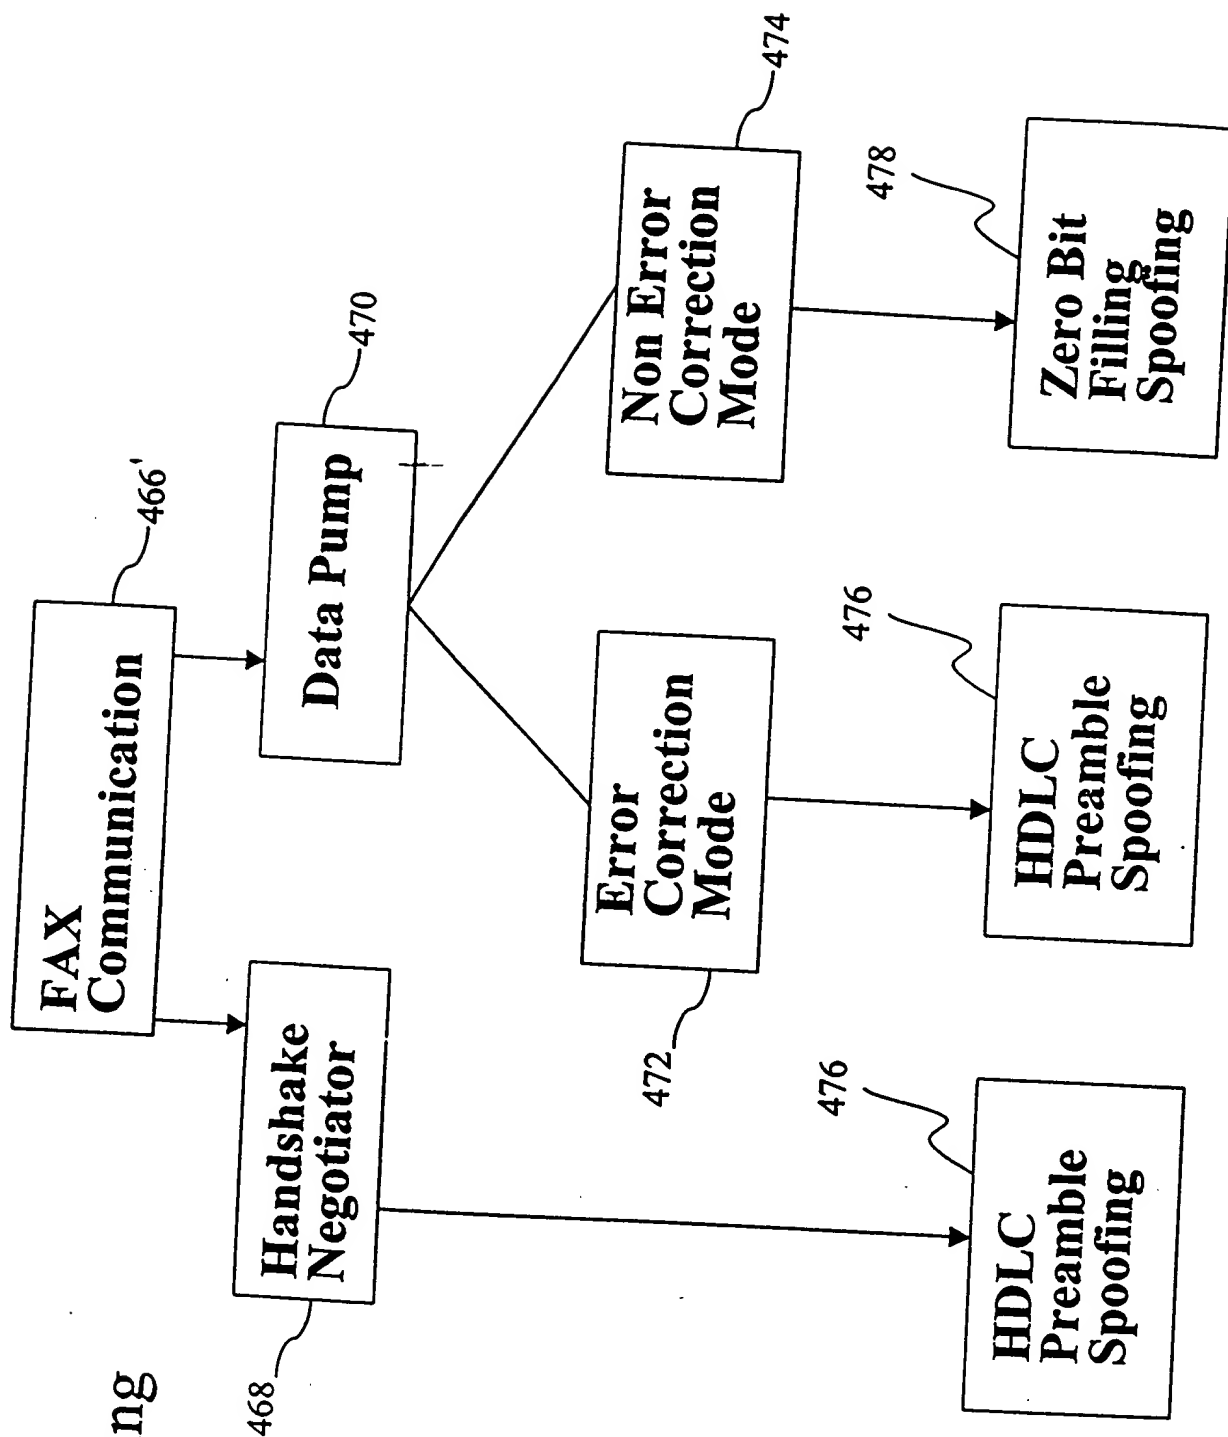 ng
FAX
Communication
466'
Handshake
Negotiator
468
Data Pump
470
Error
Correction
Mode
472
Non Error
Correction
Mode
474
HDLC
Preamble
Spoofing
476
HDLC
Preamble
Spoofing
476
Zero Bit
Filling
Spoofing
478